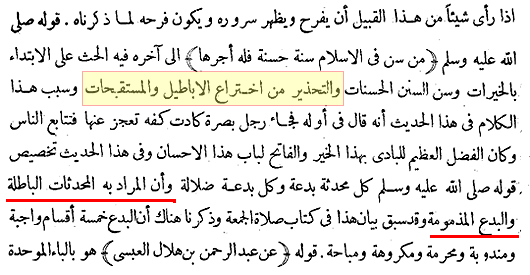 اذا رأى شيئاً من هذا القبيل أن يفرح ويظهر سروره ويكون فرحه لما ذكرناه . قوله صلى
الله عليه وسلم ﴿من سن فى الاسلام سنة حسنة فله أجرها﴾ الى آخره فيه الحث على الابتداء
بالخيرات وسن السنن الحسنات والتحذير من اختراع الاباطيل والمستقبحات وسبب هذا
الكلام فى هذا الحديث أنه قال فى أوله فجاء رجل بصرة كادت كفه تعجز عنها فتتابع الناس
وكان الفضل العظيم للبادى بهذا الخير والفاتح لباب هذا الاحسان وفى هذا الحديث تخصيص
قوله صلى الله عليه وسلم كل محدثة بدعة وكل بدعة ضلالة وأن المراد به المحدثات الباطلة
والبدع المذمومة وقد سبق بيان هذا فى كتاب صلاة الجمعة وذكرنا هناك أن البدع خمسة أقسام واجبة
ومندوبة ومحرمة ومكروهة ومباحة . قوله ﴿عن عبد الرحمن بن هلال العبسى﴾ هو بالباء الموحدة